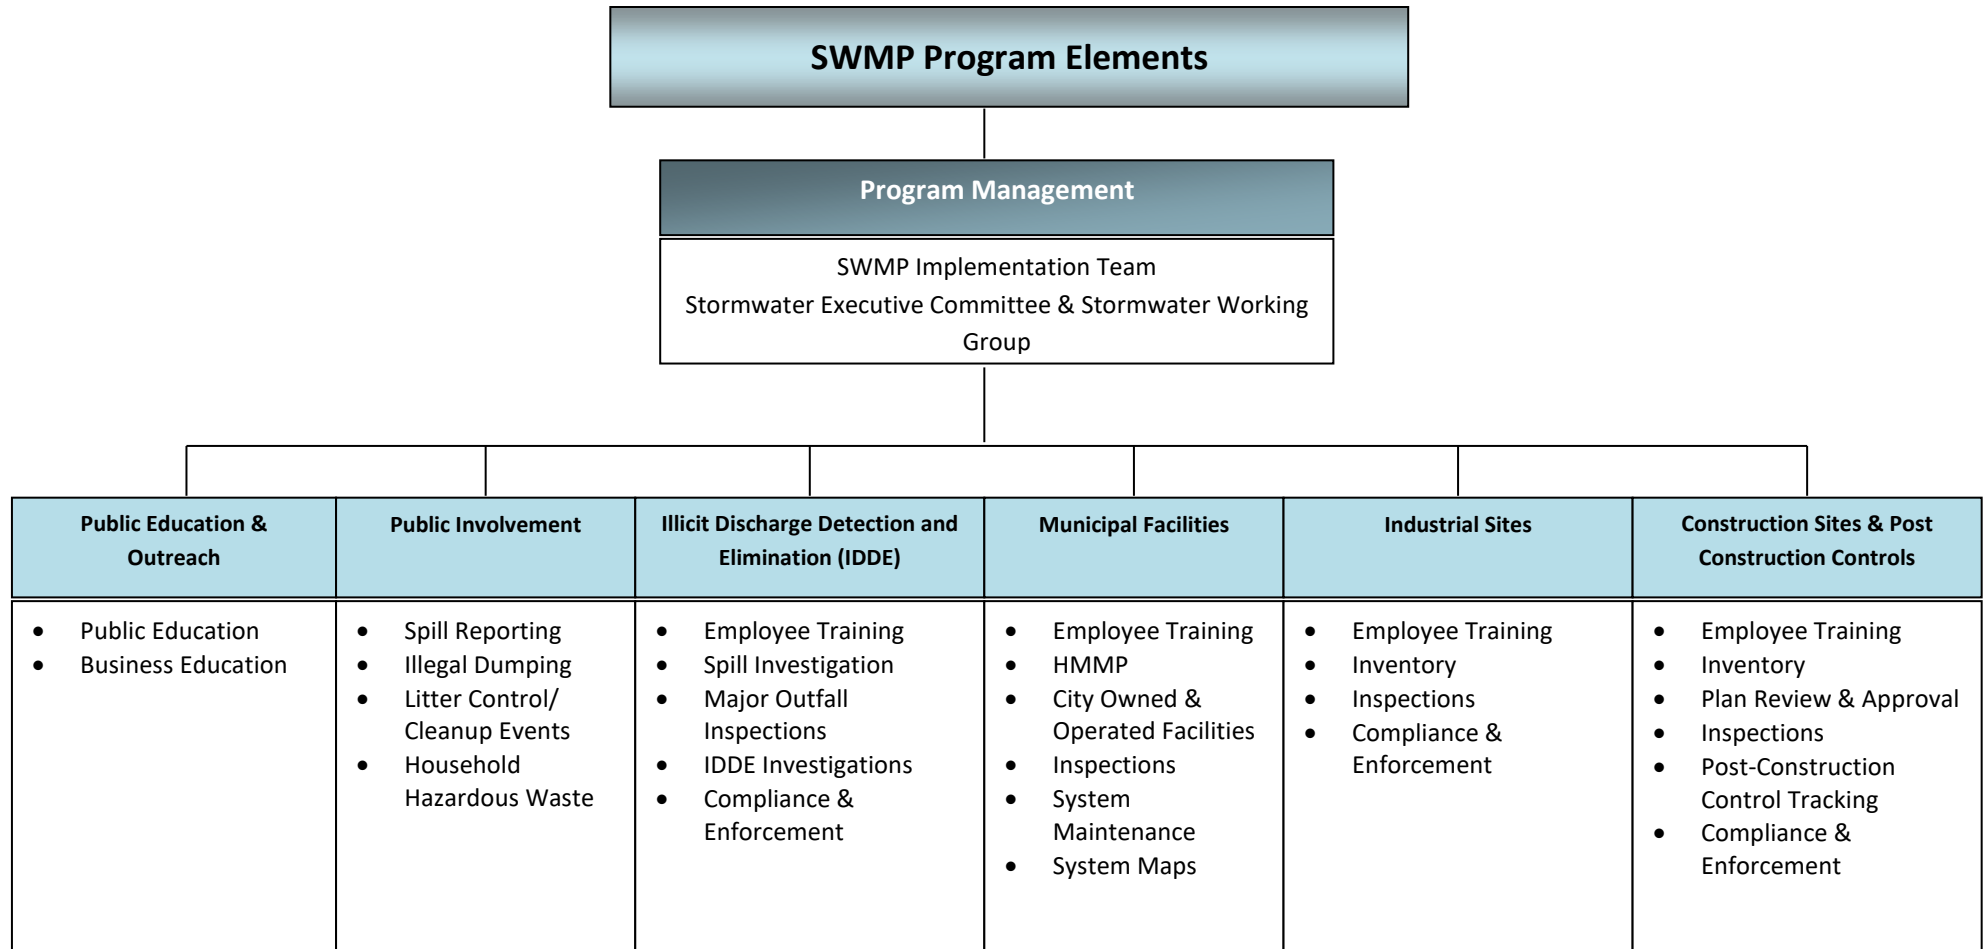 SWMP Program Elements
Program Management
SWMP Implementation Team
Stormwater Executive Committee & Stormwater Working
Group
Public Education &
Outreach
• Public Education
• Business Education
Public Involvement
• Spill Reporting
• Illegal Dumping
• Litter Control/
Cleanup Events
• Household
Hazardous Waste
Illicit Discharge Detection and
Elimination (IDDE)
• Employee Training
• Spill Investigation
• Major Outfall
Inspections
• IDDE Investigations
• Compliance &
Enforcement
Municipal Facilities
• Employee Training
• HMMP
• City Owned &
Operated Facilities
• Inspections
• System
Maintenance
• System Maps
Industrial Sites
• Employee Training
• Inventory
• Inspections
• Compliance &
Enforcement
Construction Sites & Post
Construction Controls
• Employee Training
• Inventory
• Plan Review & Approval
• Inspections
• Post-Construction
Control Tracking
• Compliance &
Enforcement